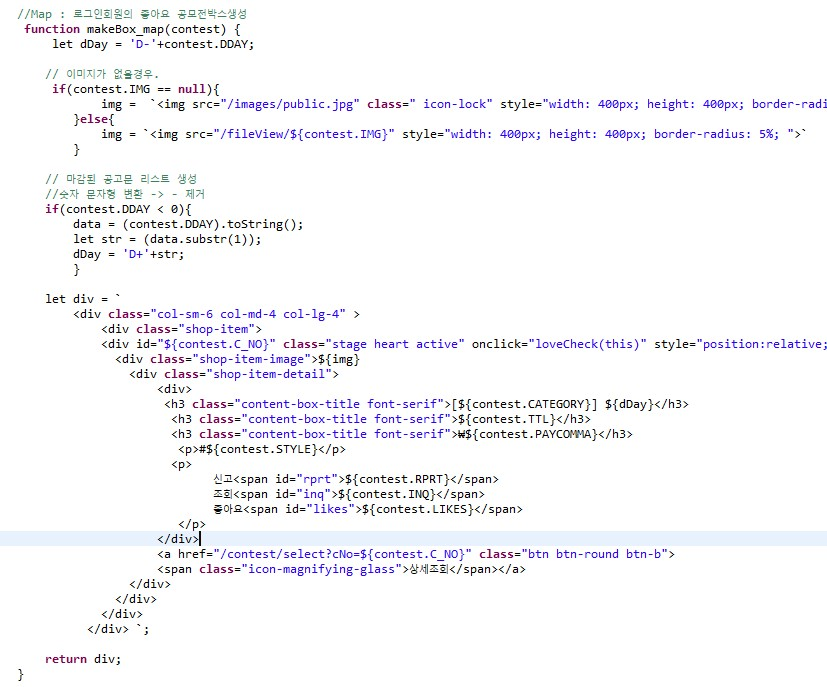 //Map : 로그인회원의 좋아요 공모전박스생성
function makeBox_map(contest) {
let dDay = 'D-'+contest.DDAY;
// 이미지가 없을경우.
if(contest.IMG == null){
img =  `<img src="/images/public.jpg" class=" icon-lock" style="width: 400px; height: 400px; border-radi
}else{
img = `<img src="/fileView/${contest.IMG}" style="width: 400px; height: 400px; border-radius: 5%; ">`
}
// 마감된 공고문 리스트 생성
//숫자 문자형 변환 -> - 제거
if(contest.DDAY < 0){
data = (contest.DDAY).toString();
let str = (data.substr(1));
dDay = 'D+'+str;
}
let div = `
<div class="col-sm-6 col-md-4 col-lg-4" >
<div class="shop-item">
<div id="${contest.C_NO}" class="stage heart active" onclick="loveCheck(this)" style="position:relative;
<div class="shop-item-image">${img}
<div class="shop-item-detail">
<div>
<h3 class="content-box-title font-serif">[${contest.CATEGORY}] ${dDay}</h3>
<h3 class="content-box-title font-serif">${contest.TTL}</h3>
<h3 class="content-box-title font-serif">₩${contest.PAYCOMMA}</h3>
<p>#${contest.STYLE}</p>
<p>
신고<span id="rprt">${contest.RPRT}</span>
조회<span id="inq">${contest.INQ}</span>
좋아요<span id="likes">${contest.LIKES}</span>
</p>
</div>
<a href="/contest/select?cNo=${contest.C_NO}" class="btn btn-round btn-b">
<span class="icon-magnifying-glass">상세조회</span></a>
</div>
</div>
</div>
</div> `;
return div;
}